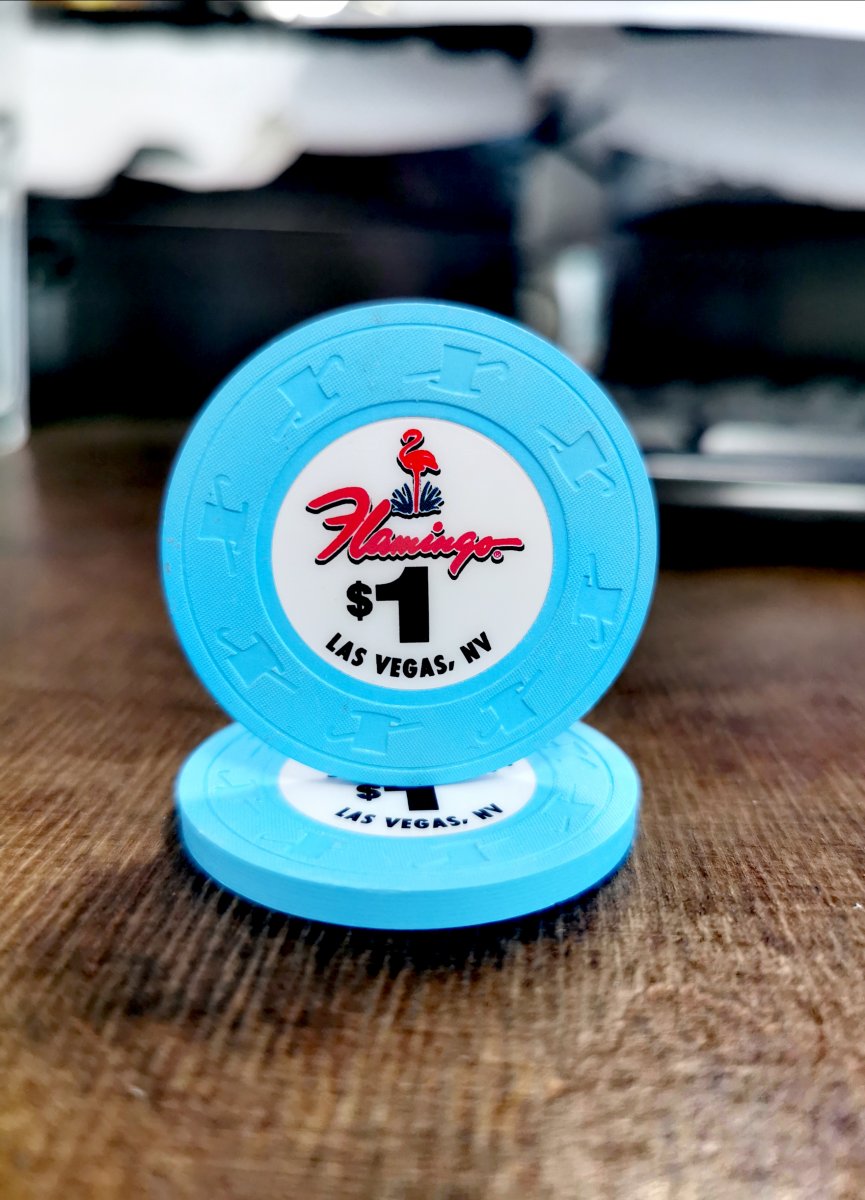 Flamingo®
$1
LAS VEGAS, NV
$1
LAS VEGAS, NV